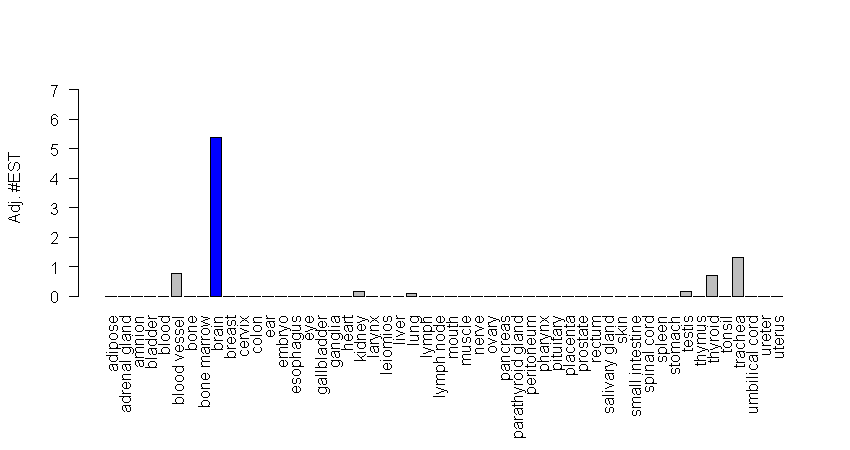 7
6
5
4
3
2
1
0
Adj. #EST
adipose
adrenal gland
amnion
bladder
blood
blood vessel
bone
bone marrow
brain
breast
cervix
colon
ear
embryo
esophagus
eye
gallbladder
ganglia
heart
kidney
larynx
leiomios
liver
lung
lymph
lymph node
mouth
muscle
nerve
ovary
pancreas
parathyroid gland
peritoneum
pharynx
pituitary
placenta
prostate
rectum
salivary gland
skin
small intestine
spinal cord
spleen
stomach
testis
thymus
thyroid
tonsil
trachea
umbilical cord
ureter
uterus